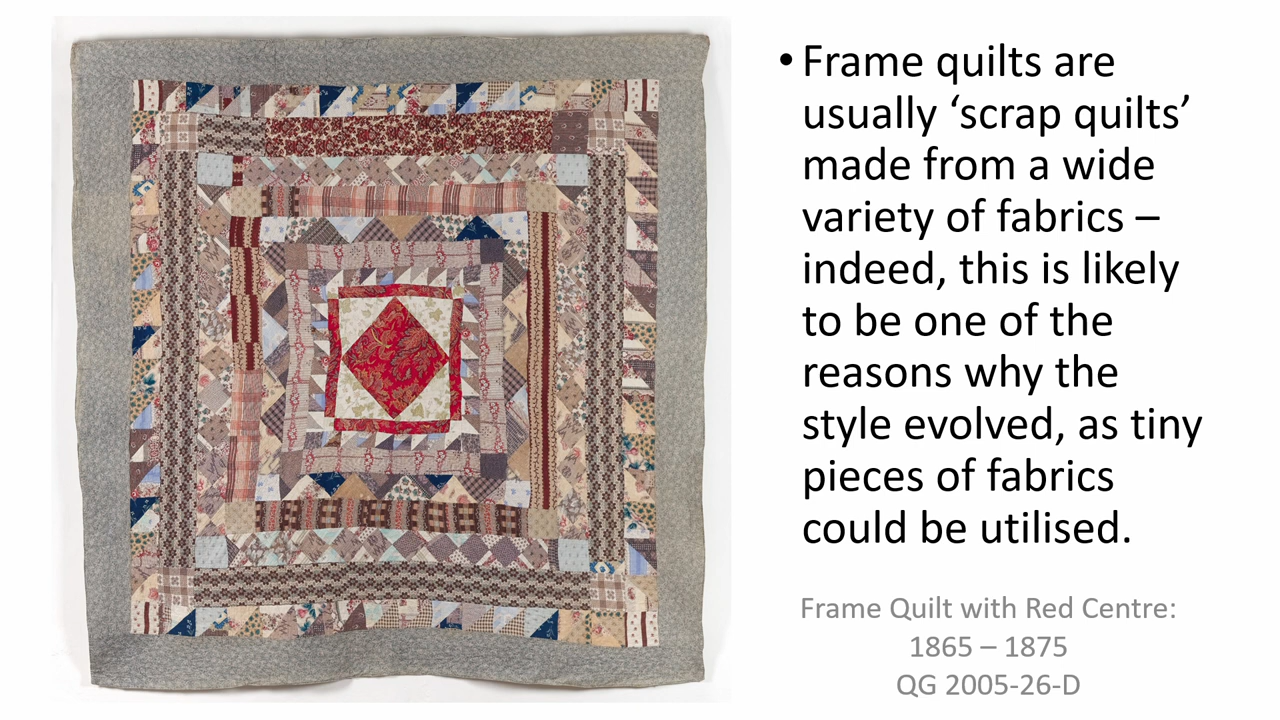 • Frame quilts are
usually ‘scrap quilts’
made from a wide
variety of fabrics –
indeed, this is likely
to be one of the
reasons why the
style evolved, as tiny
pieces of fabrics
could be utilised.
Frame Quilt with Red Centre:
1865 – 1875
QG 2005-26-D